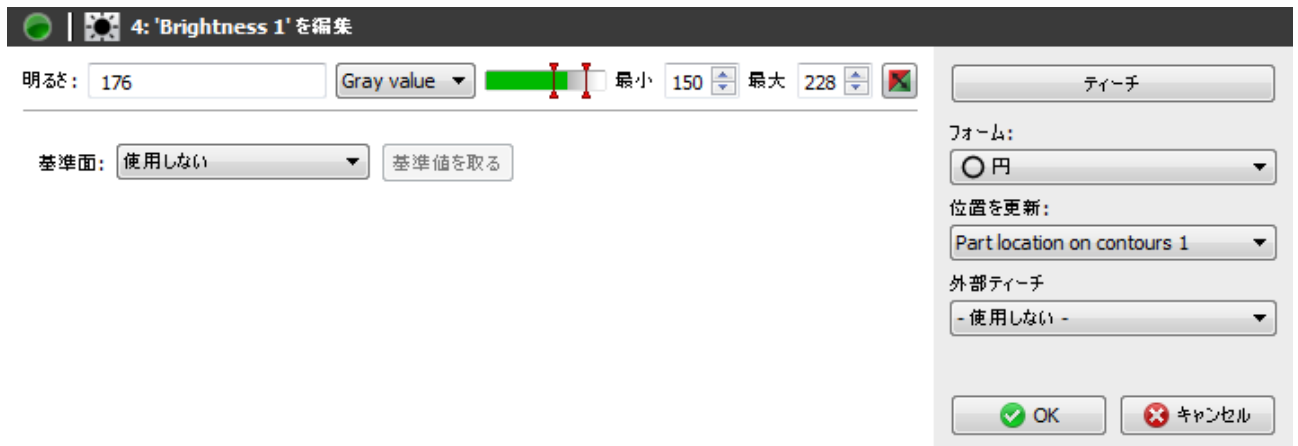 4: 'Brightness 1' を編集
明るさ: 176 Gray value 最小 150 最大 228
ティーチ
フォーム:
基準面: 使用しない 基準値を取る
円
位置を更新:
Part location on contours 1
外部ティーチ
- 使用しない -
OK キャンセル